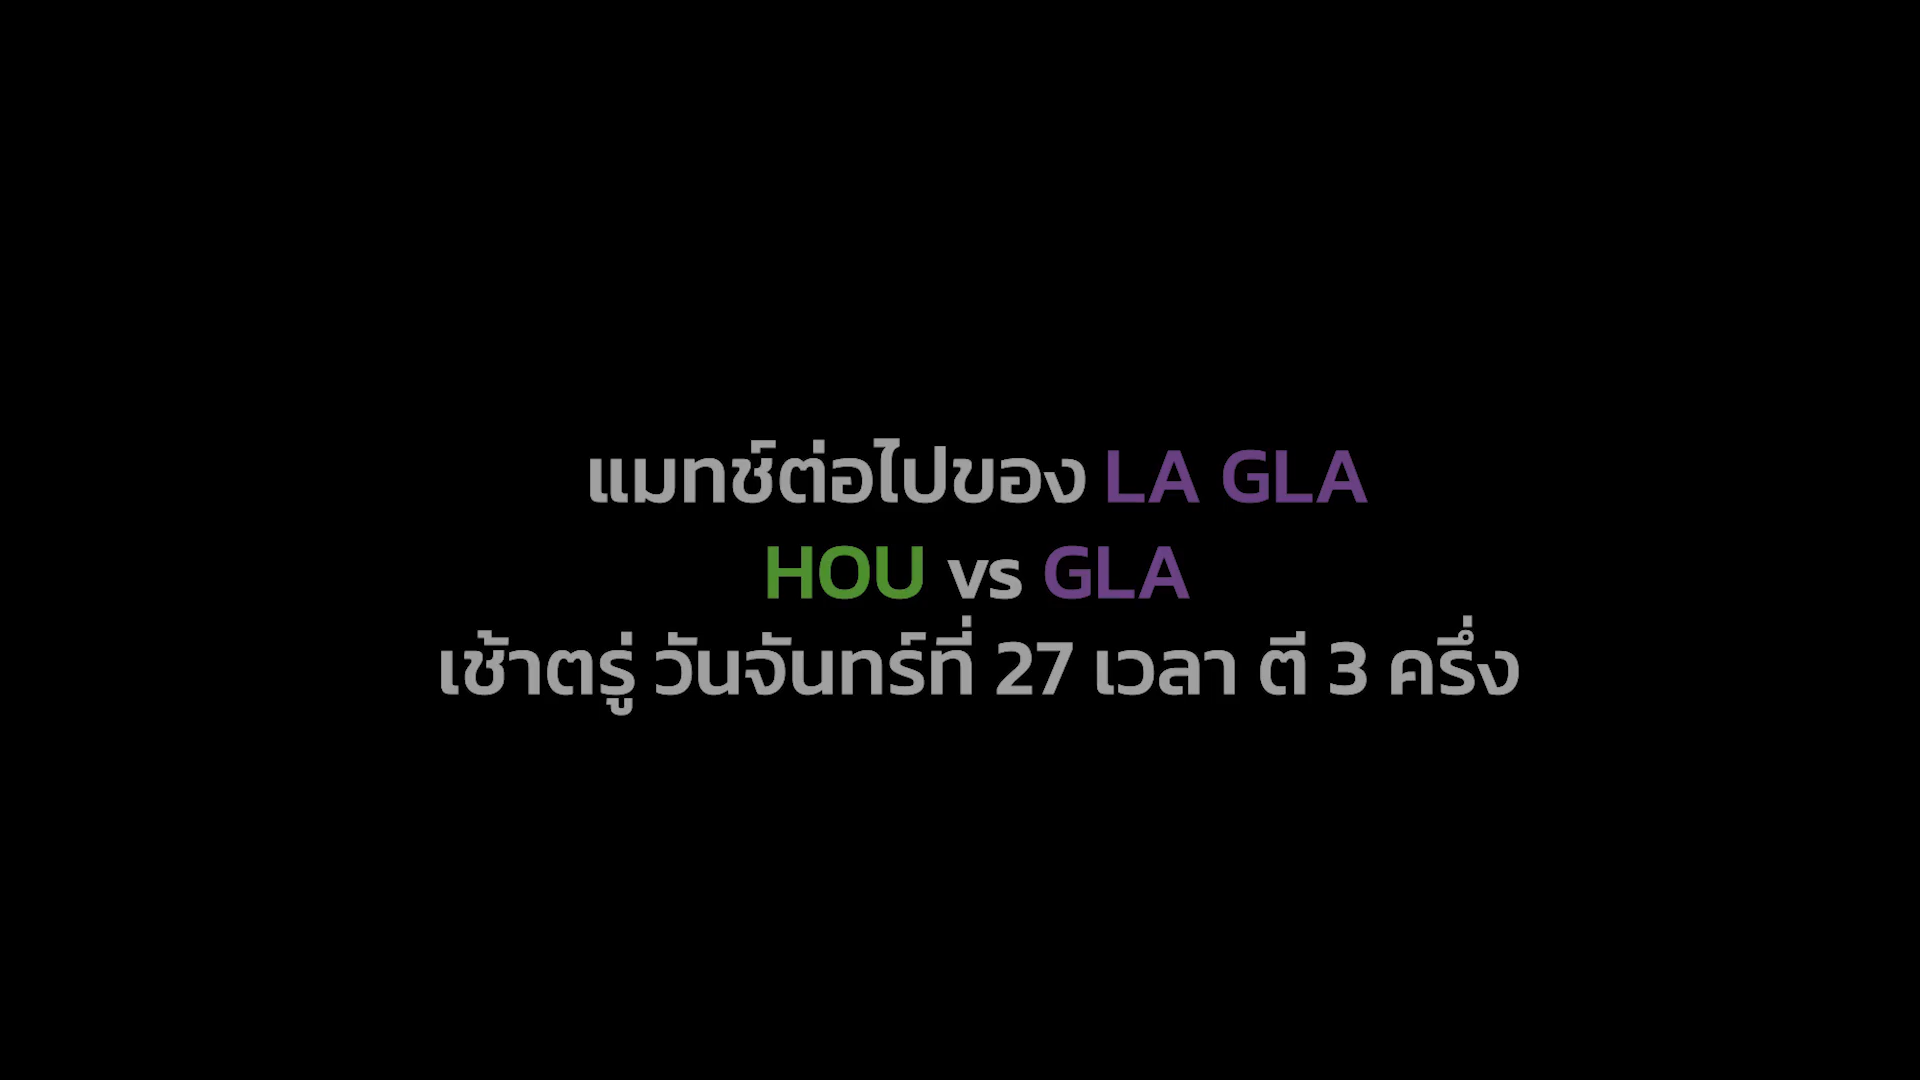 แมทช์ต่อไปของ LA GLA
HOU vs GLA
เช้าตรู่ วันจันทร์ที่ 27 เวลา ตี 3 ครึ่ง